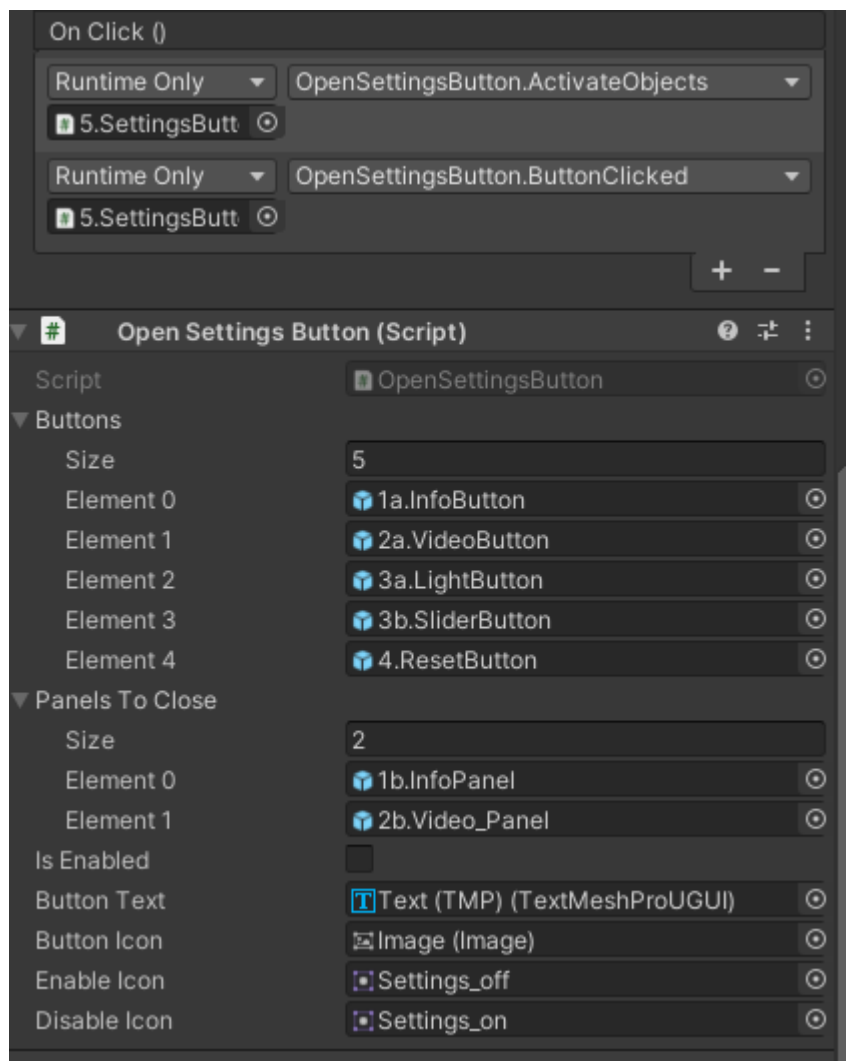 On Click ()
Runtime Only OpenSettingsButton.ActivateObjects
5.SettingsButt
Runtime Only OpenSettingsButton.ButtonClicked
5.SettingsButt
+ −
# Open Settings Button (Script)
Script OpenSettingsButton
Buttons
Size 5
Element 0 1a.InfoButton
Element 1 2a.VideoButton
Element 2 3a.LightButton
Element 3 3b.SliderButton
Element 4 4.ResetButton
Panels To Close
Size 2
Element 0 1b.InfoPanel
Element 1 2b.Video_Panel
Is Enabled
Button Text Text (TMP) (TextMeshProUGUI)
Button Icon Image (Image)
Enable Icon Settings_off
Disable Icon Settings_on